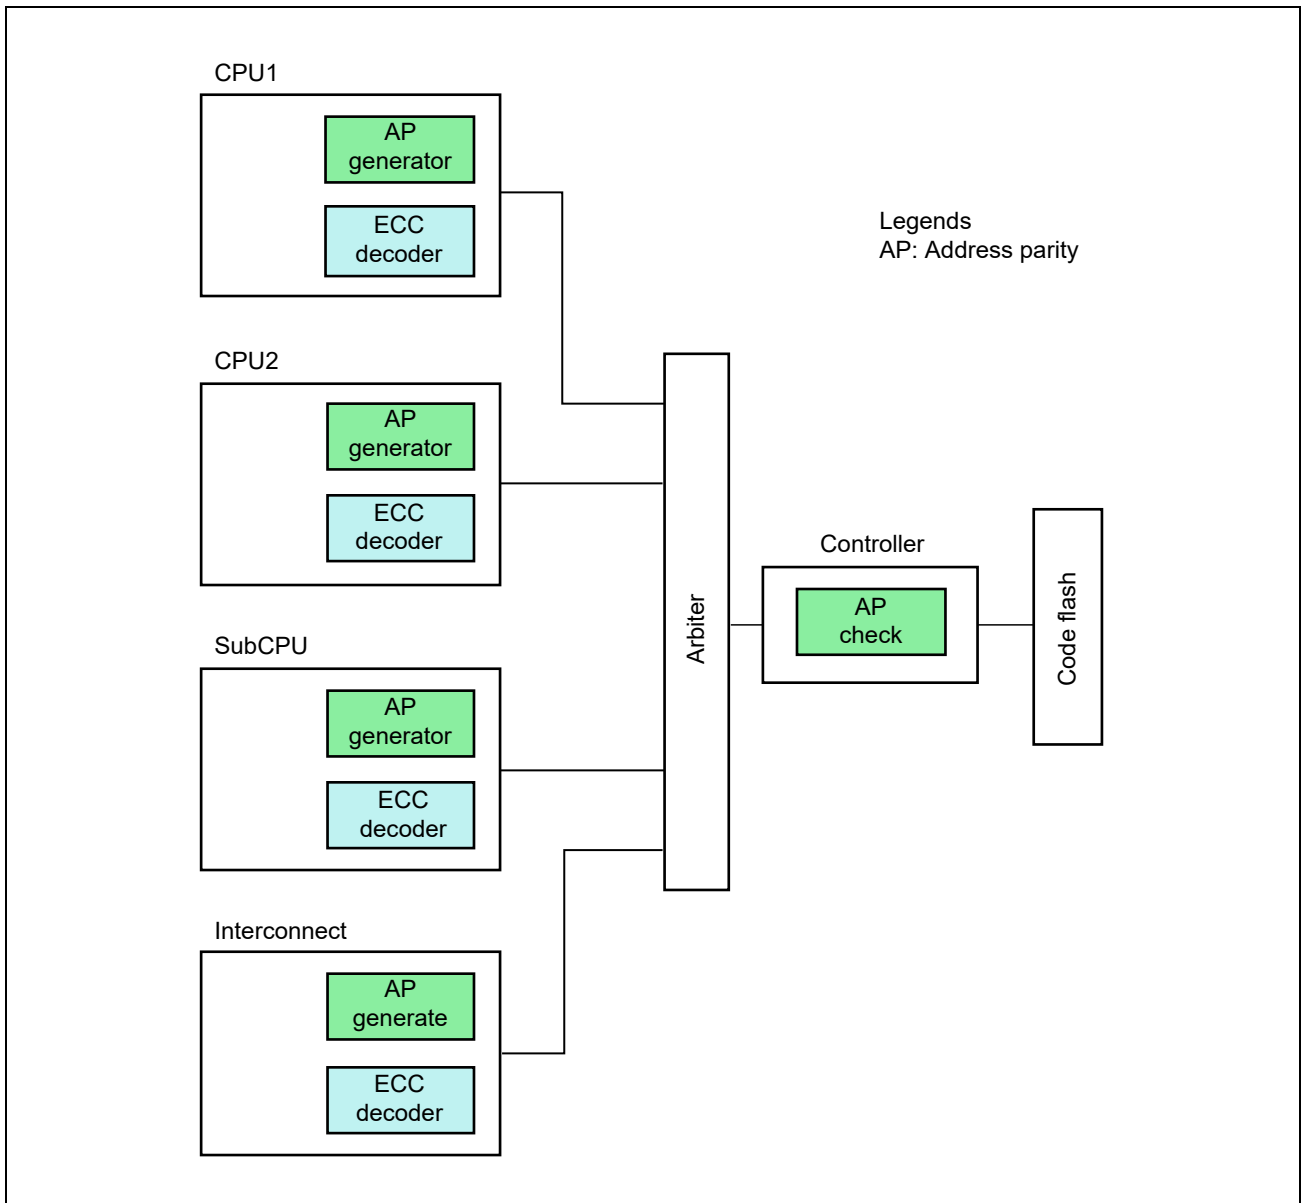 CPU1
AP
generator
ECC
decoder
Legends
AP: Address parity
CPU2
AP
generator
ECC
decoder
Controller
AP
check
Arbiter
Code flash
SubCPU
AP
generator
ECC
decoder
Interconnect
AP
generate
ECC
decoder